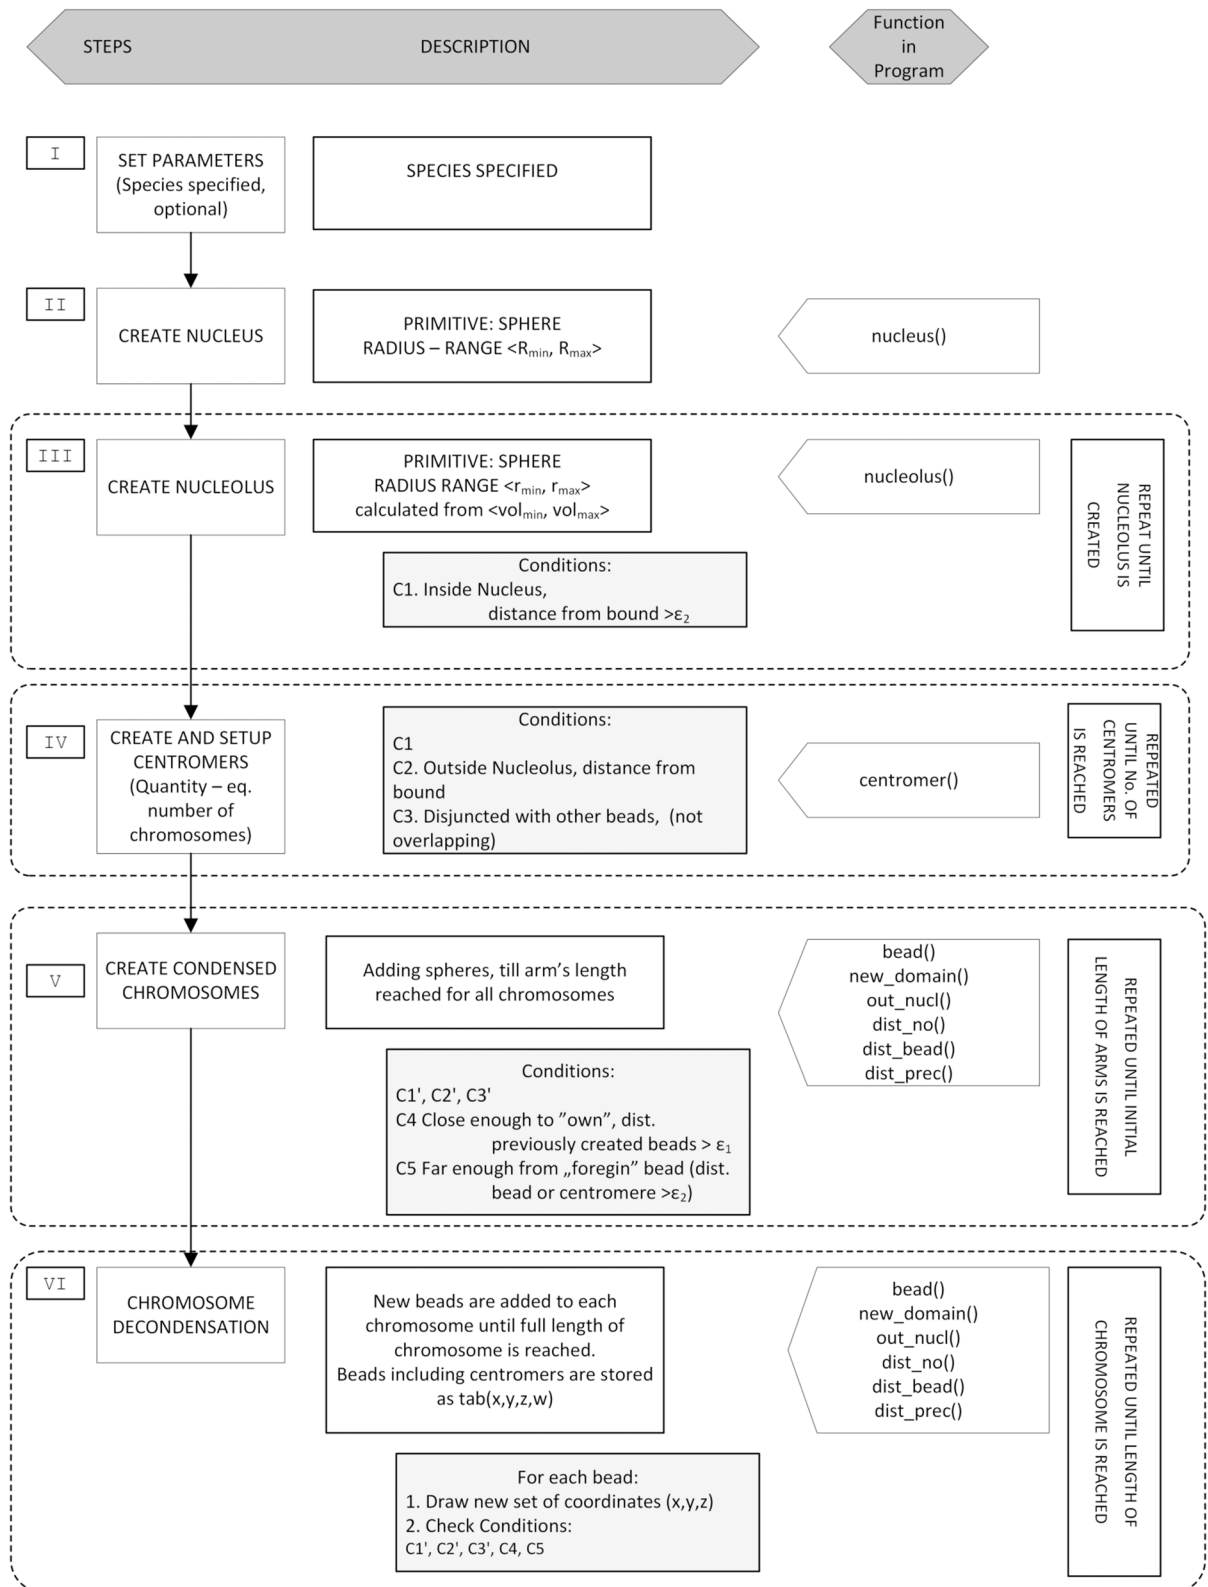 STEPS
DESCRIPTION
Function
in
Program
I
SET PARAMETERS
(Species specified,
optional)
SPECIES SPECIFIED
II
CREATE NUCLEUS
PRIMITIVE: SPHERE
RADIUS – RANGE <Rmin, Rmax>
nucleus()
III
CREATE NUCLEOLUS
PRIMITIVE: SPHERE
RADIUS RANGE <rmin, rmax>
calculated from <volmin, volmax>
nucleolus()
REPEAT UNTIL
NUCLEOLUS IS
CREATED
Conditions:
C1. Inside Nucleus,
distance from bound >ε2
IV
CREATE AND SETUP
CENTROMERS
(Quantity – eq.
number of
chromosomes)
Conditions:
C1
C2. Outside Nucleolus, distance from
bound
C3. Disjuncted with other beads, (not
overlapping)
centromer()
REPEATED
UNTIL No. OF
CENTROMERS
IS REACHED
V
CREATE CONDENSED
CHROMOSOMES
Adding spheres, till arm's length
reached for all chromosomes
bead()
new_domain()
out_nucl()
dist_no()
dist_bead()
dist_prec()
REPEATED UNTIL INITIAL
LENGTH OF ARMS IS REACHED
Conditions:
C1', C2', C3'
C4 Close enough to ”own”, dist.
previously created beads > ε1
C5 Far enough from „foregin” bead (dist.
bead or centromere >ε2)
VI
CHROMOSOME
DECONDENSATION
New beads are added to each
chromosome until full length of
chromosome is reached.
Beads including centromers are stored
as tab(x,y,z,w)
bead()
new_domain()
out_nucl()
dist_no()
dist_bead()
dist_prec()
REPEATED UNTIL LENGTH OF
CHROMOSOME IS REACHED
For each bead:
1. Draw new set of coordinates (x,y,z)
2. Check Conditions:
C1', C2', C3', C4, C5